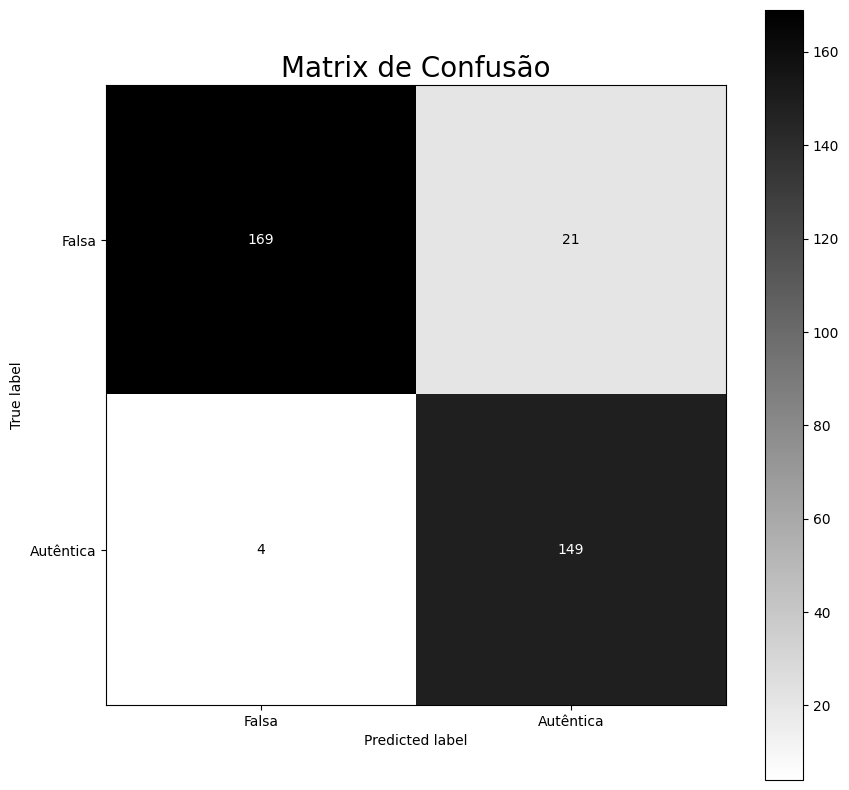 Matrix de Confusão
160
140
120
100
80
60
40
20
True label
Falsa
169
21
Autêntica
4
149
Falsa
Autêntica
Predicted label